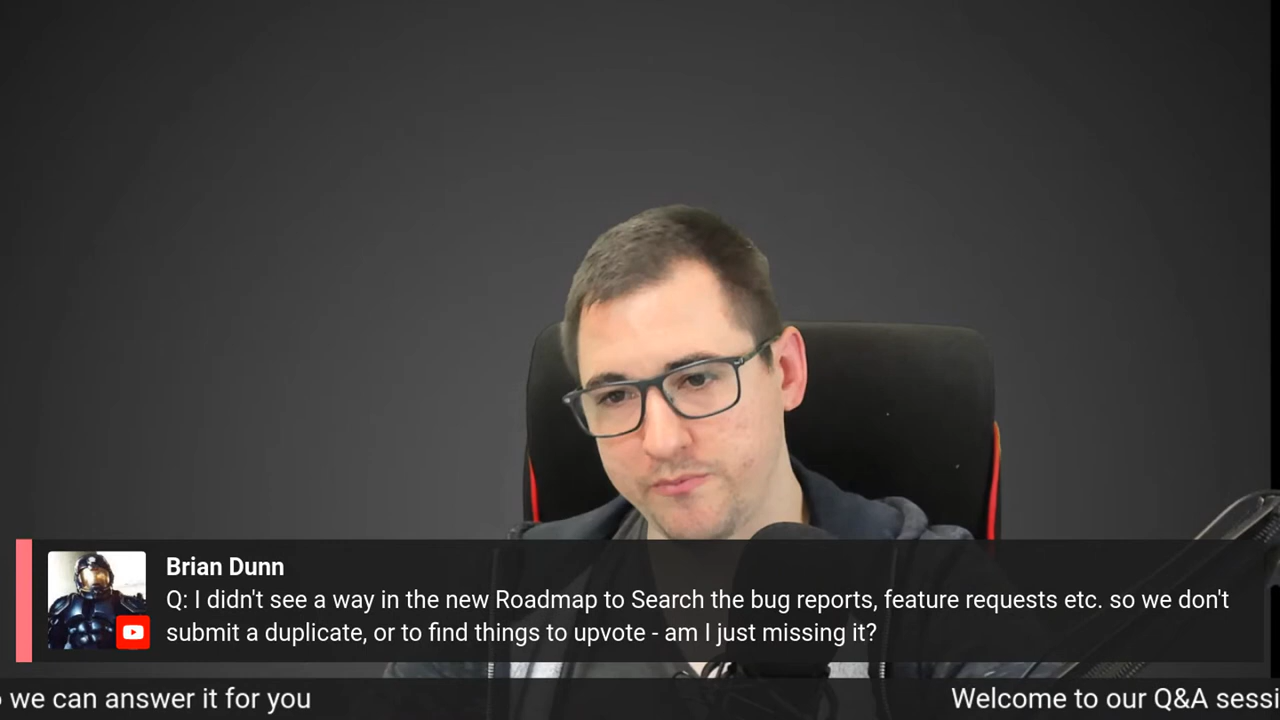 Brian Dunn
Q: I didn't see a way in the new Roadmap to Search the bug reports, feature requests etc. so we don't
submit a duplicate, or to find things to upvote - am I just missing it?
we can answer it for you
Welcome to our Q&A